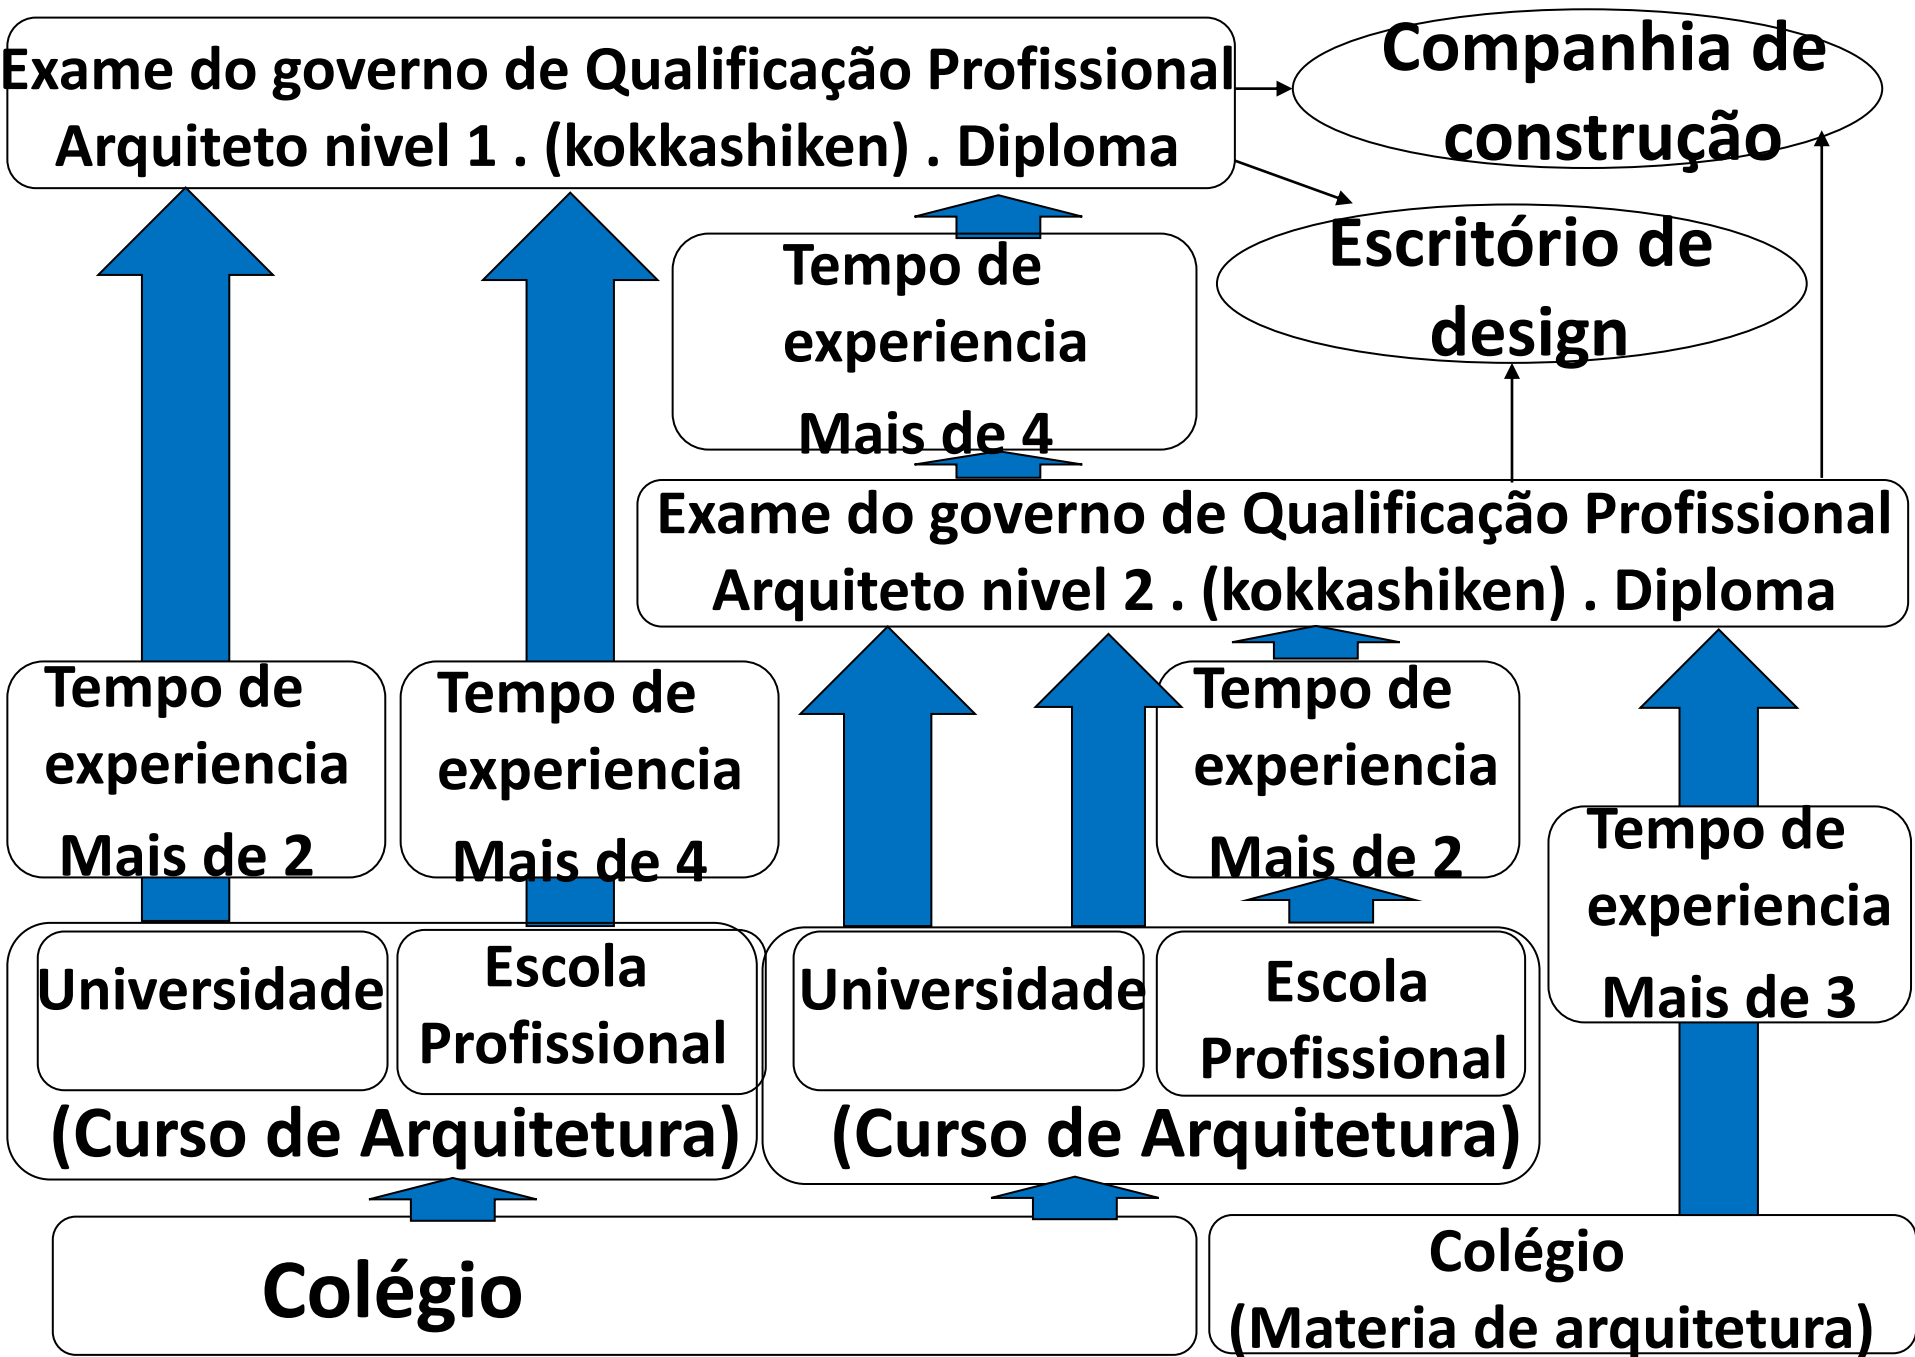 Exame do governo de Qualificação Profissional
Arquiteto nivel 1 . (kokkashiken) . Diploma
Companhia de
construção
Escritório de
design
Tempo de
experiencia
Mais de 4
Exame do governo de Qualificação Profissional
Arquiteto nivel 2 . (kokkashiken) . Diploma
Tempo de
experiencia
Mais de 2
Tempo de
experiencia
Mais de 4
Tempo de
experiencia
Mais de 2
Tempo de
experiencia
Mais de 3
Universidade
Escola
Profissional
(Curso de Arquitetura)
Universidade
Escola
Profissional
(Curso de Arquitetura)
Colégio
Colégio
(Materia de arquitetura)